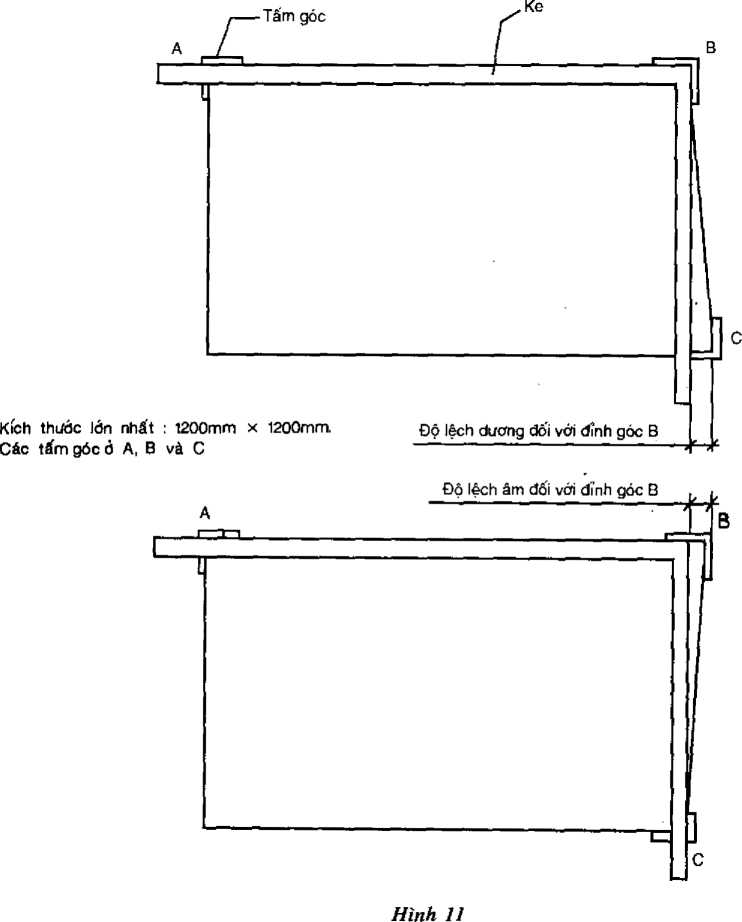 Tấm góc
Ke
A
B
C
Kích thước lớn nhất : 1200mm × 1200mm.
Các tấm góc ở A, B và C
Độ lệch dương đối với đỉnh góc B
Độ lệch âm đối với đỉnh góc B
A
B
C
Hình 11